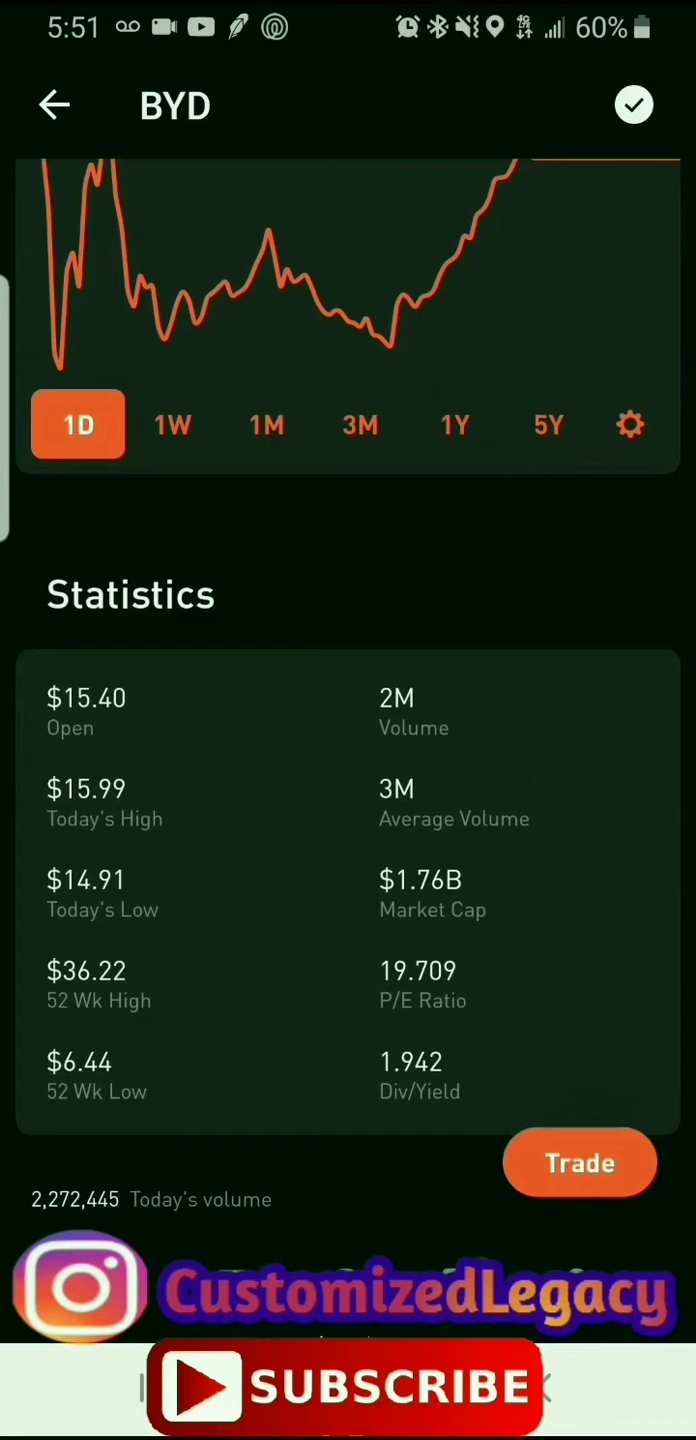 5:51 60%
BYD
1D 1W 1M 3M 1Y 5Y
Statistics
$15.40 2M
Open Volume
$15.99 3M
Today's High Average Volume
$14.91 $1.76B
Today's Low Market Cap
$36.22 19.709
52 Wk High P/E Ratio
$6.44 1.942
52 Wk Low Div/Yield
Trade
2,272,445 Today's volume
CustomizedLegacy
SUBSCRIBE